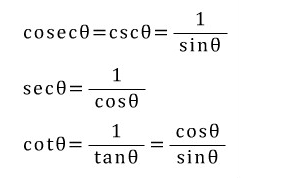 cosecθ=cscθ= 1/sinθ
secθ= 1/cosθ
cotθ= 1/tanθ = cosθ/sinθ